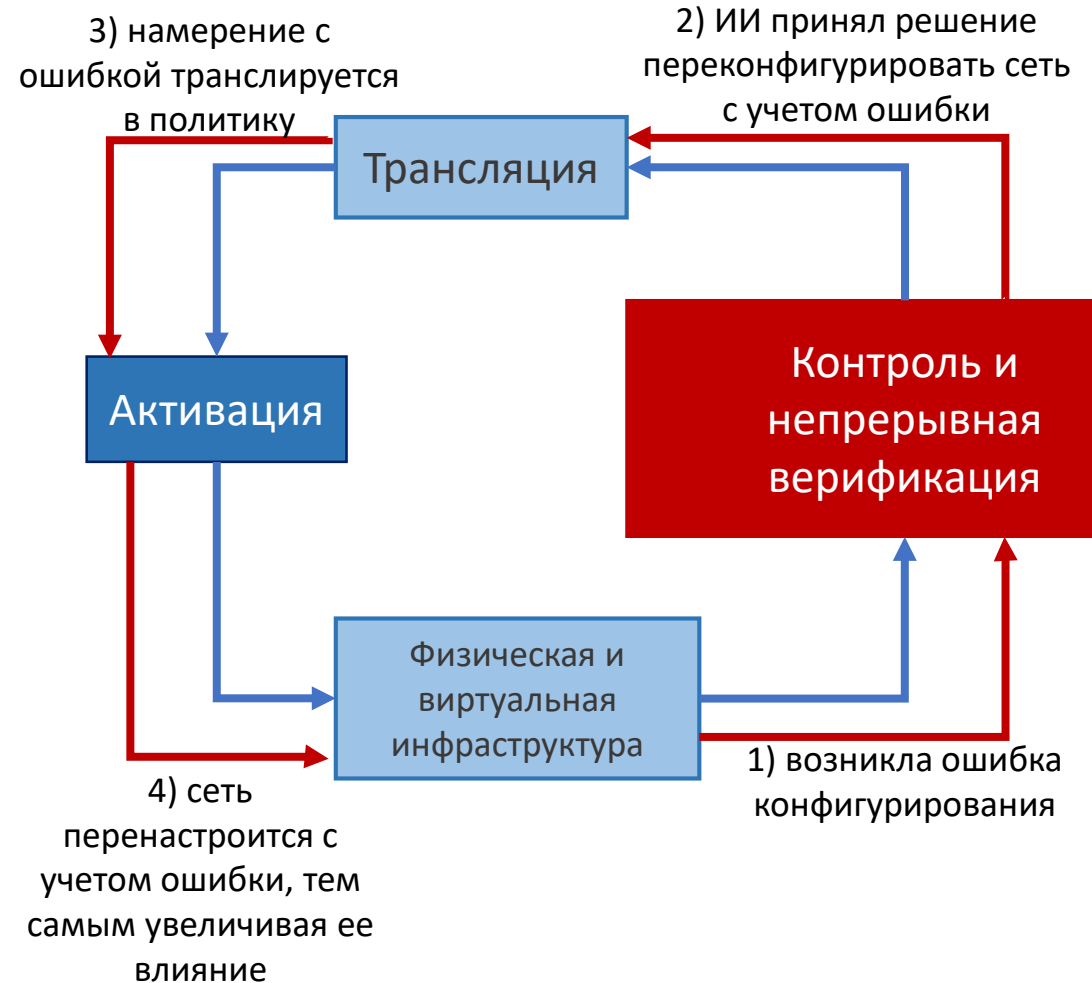 3) намерение с
ошибкой транслируется
в политику
2) ИИ принял решение
переконфигурировать сеть
с учетом ошибки
Трансляция
Активация
Контроль и
непрерывная
верификация
Физическая и
виртуальная
инфраструктура
1) возникла ошибка
конфигурирования
4) сеть
перенастроится с
учетом ошибки, тем
самым увеличивая ее
влияние